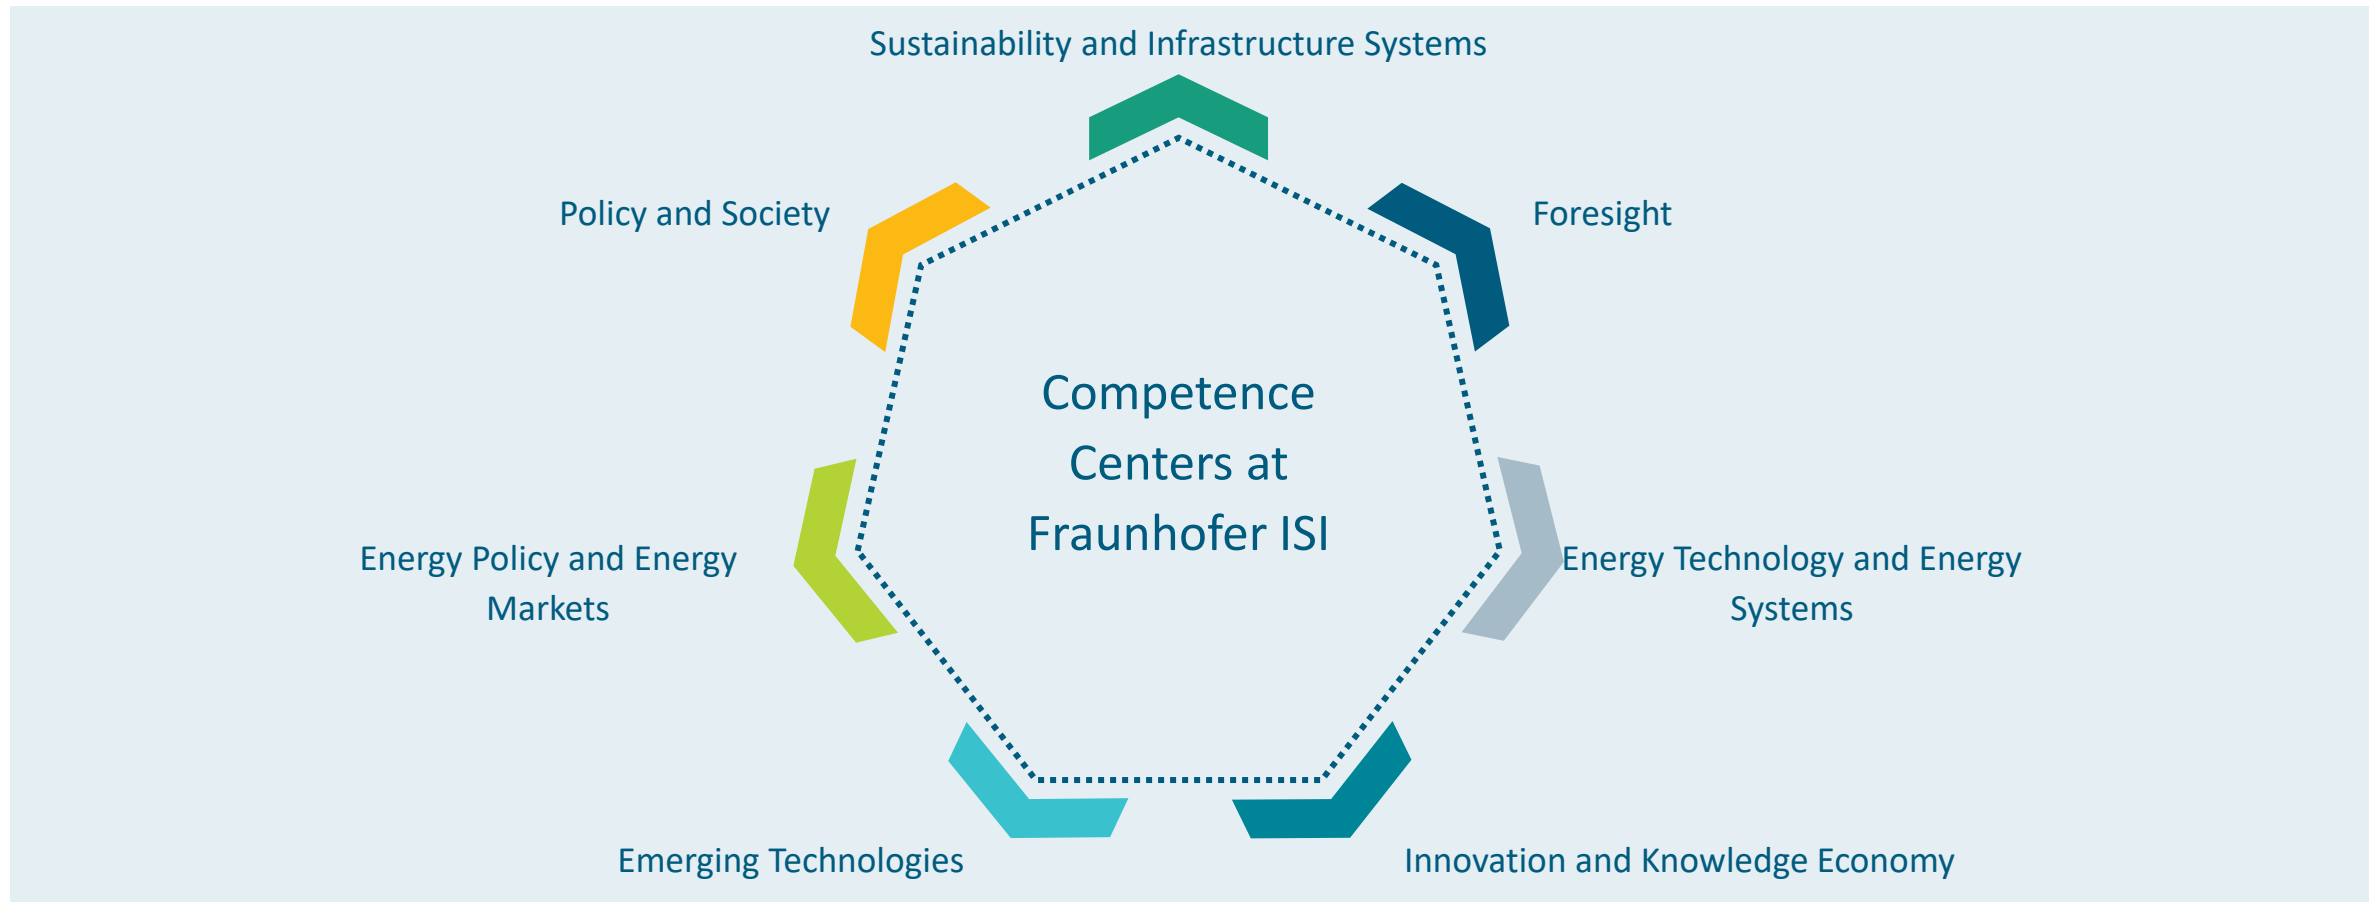 Sustainability and Infrastructure Systems
Policy and Society
Foresight
Competence
Centers at
Fraunhofer ISI
Energy Policy and Energy
Markets
Energy Technology and Energy
Systems
Emerging Technologies
Innovation and Knowledge Economy